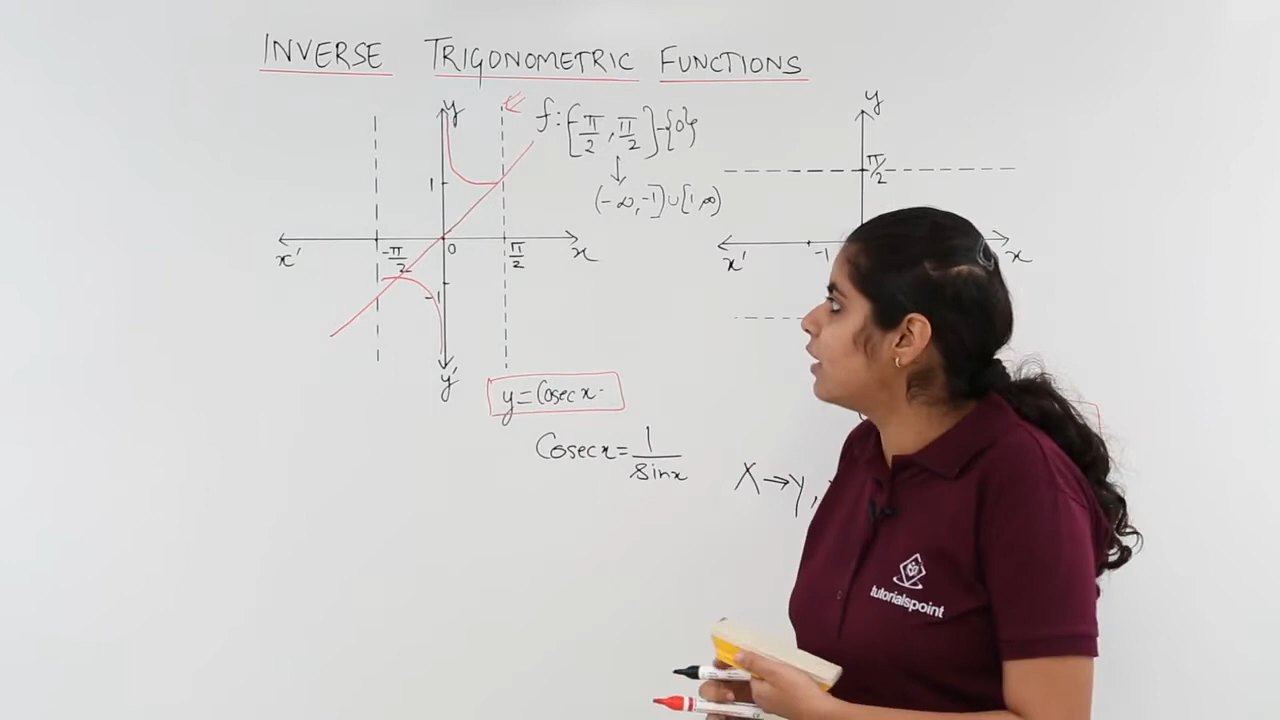 INVERSE TRIGONOMETRIC FUNCTIONS
y
1
x'
-π/2
0
π/2
x
-1
y'
f:[-π/2, π/2]-{0}
↓
(-∞,-1]∪[1,∞)
y=Cosec x
Cosec x = 1/Sin x
y
π/2
x'
-1
x
X→Y,
tutorialspoint